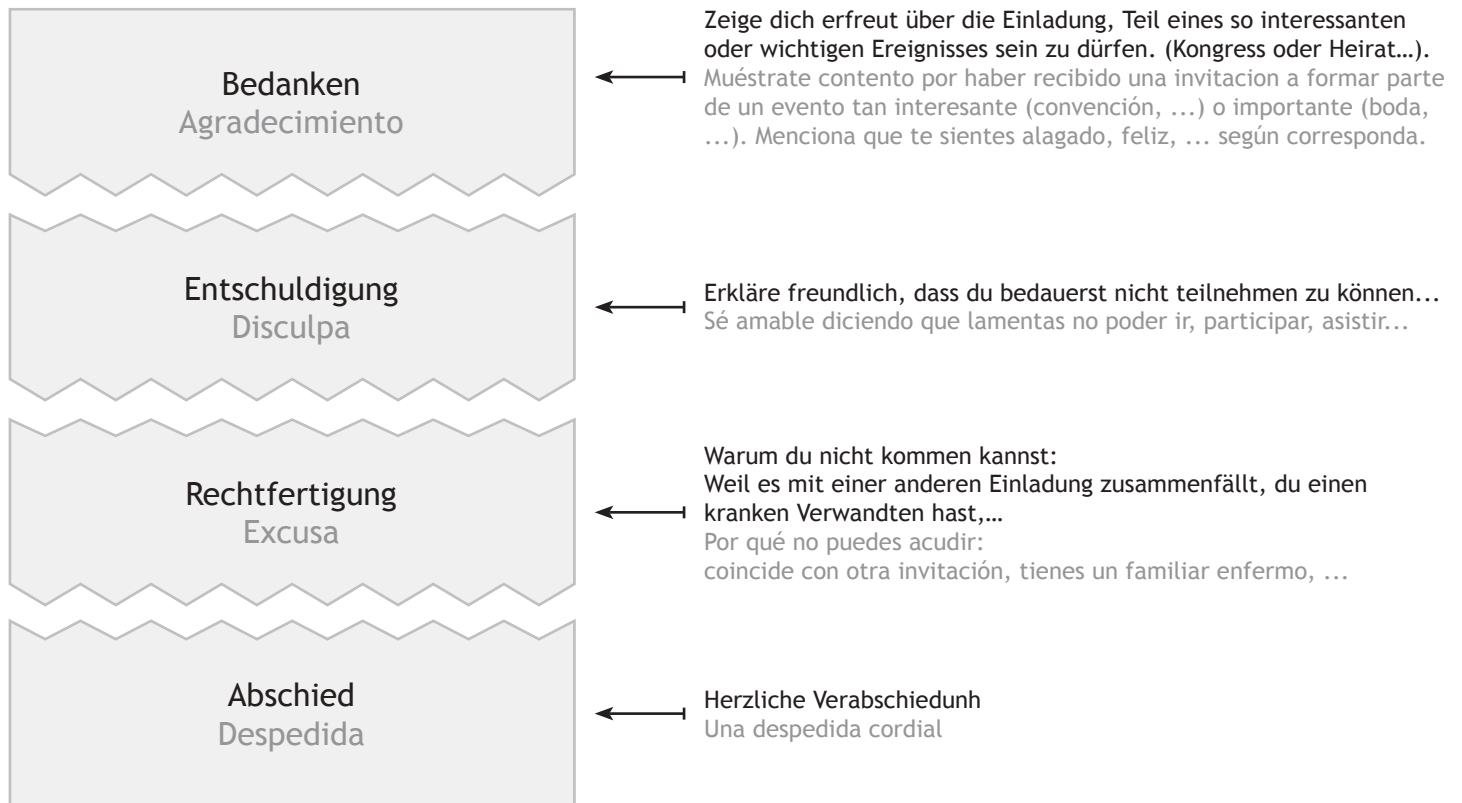 Bedanken
Agradecimiento
Zeige dich erfreut über die Einladung, Teil eines so interessanten
oder wichtigen Ereignisses sein zu dürfen. (Kongress oder Heirat…).
Muéstrate contento por haber recibido una invitacion a formar parte
de un evento tan interesante (convención, ...) o importante (boda,
...). Menciona que te sientes alagado, feliz, ... según corresponda.
Entschuldigung
Disculpa
Erkläre freundlich, dass du bedauerst nicht teilnehmen zu können...
Sé amable diciendo que lamentas no poder ir, participar, asistir...
Rechtfertigung
Excusa
Warum du nicht kommen kannst:
Weil es mit einer anderen Einladung zusammenfällt, du einen
kranken Verwandten hast,…
Por qué no puedes acudir:
coincide con otra invitación, tienes un familiar enfermo, ...
Abschied
Despedida
Herzliche Verabschiedunh
Una despedida cordial